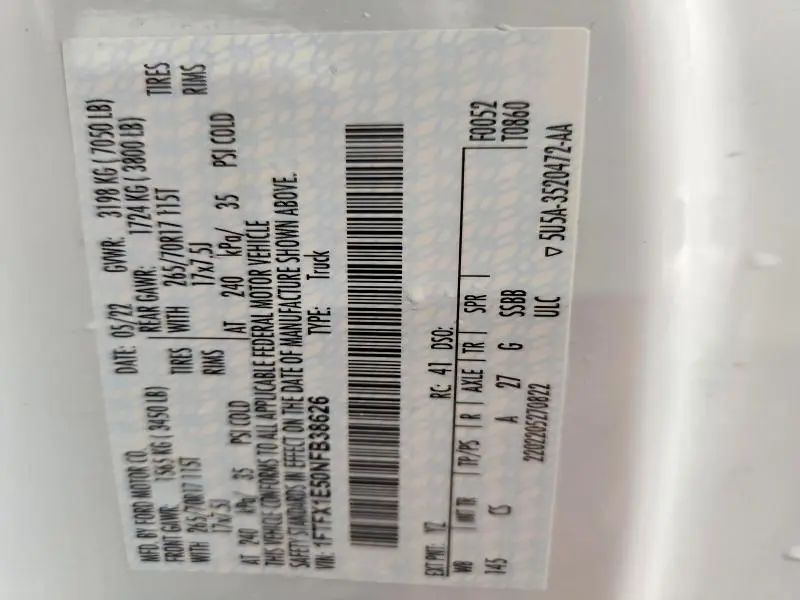 MFD. BY FORD MOTOR CO.
DATE: 05/22 GVWR: 3198 KG ( 7050 LB)
FRONT GAWR: 1565 KG ( 3450 LB) REAR GAWR: 1724 KG ( 3800 LB)
WITH 265/70R17 115T TIRES WITH 265/70R17 115T TIRES
17x7.5J RIMS 17x7.5J RIMS
AT 240 kPa/ 35 PSI COLD AT 240 kPa/ 35 PSI COLD
THIS VEHICLE CONFORMS TO ALL APPLICABLE FEDERAL MOTOR VEHICLE
SAFETY STANDARDS IN EFFECT ON THE DATE OF MANUFACTURE SHOWN ABOVE.
VIN: 1FTFX1E50NFB38626 TYPE: Truck
EXT PNT: YZ RC: 41 DSO: F0052
WB INT TR TP/PS R AXLE TR SPR T0860
145 CS A 27 G SSBB
2202205270822 ULC ▽ 5U5A-3520472-AA